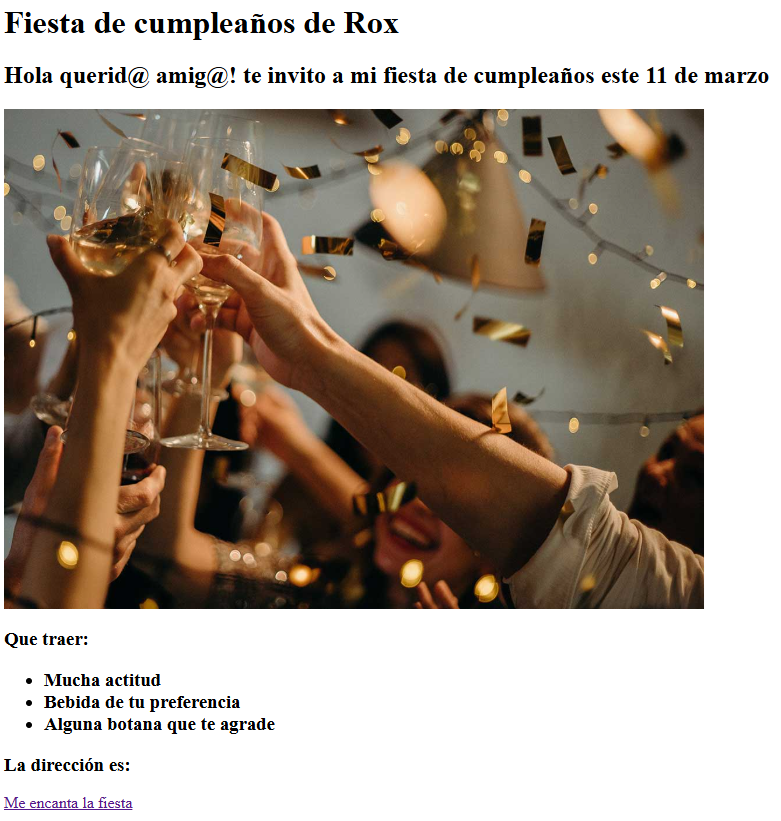 Fiesta de cumpleaños de Rox
Hola querid@ amig@! te invito a mi fiesta de cumpleaños este 11 de marzo
Que traer:
Mucha actitud
Bebida de tu preferencia
Alguna botana que te agrade
La dirección es:
Me encanta la fiesta